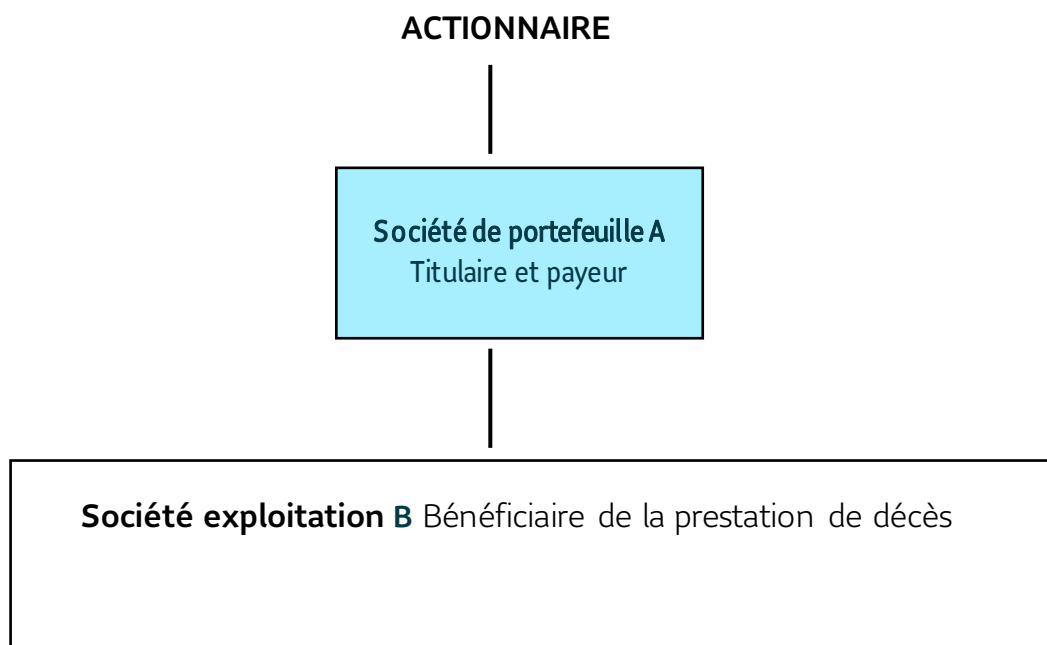 ACTIONNAIRE
Société de portefeuille A
Titulaire et payeur
Société exploitation B Bénéficiaire de la prestation de décès